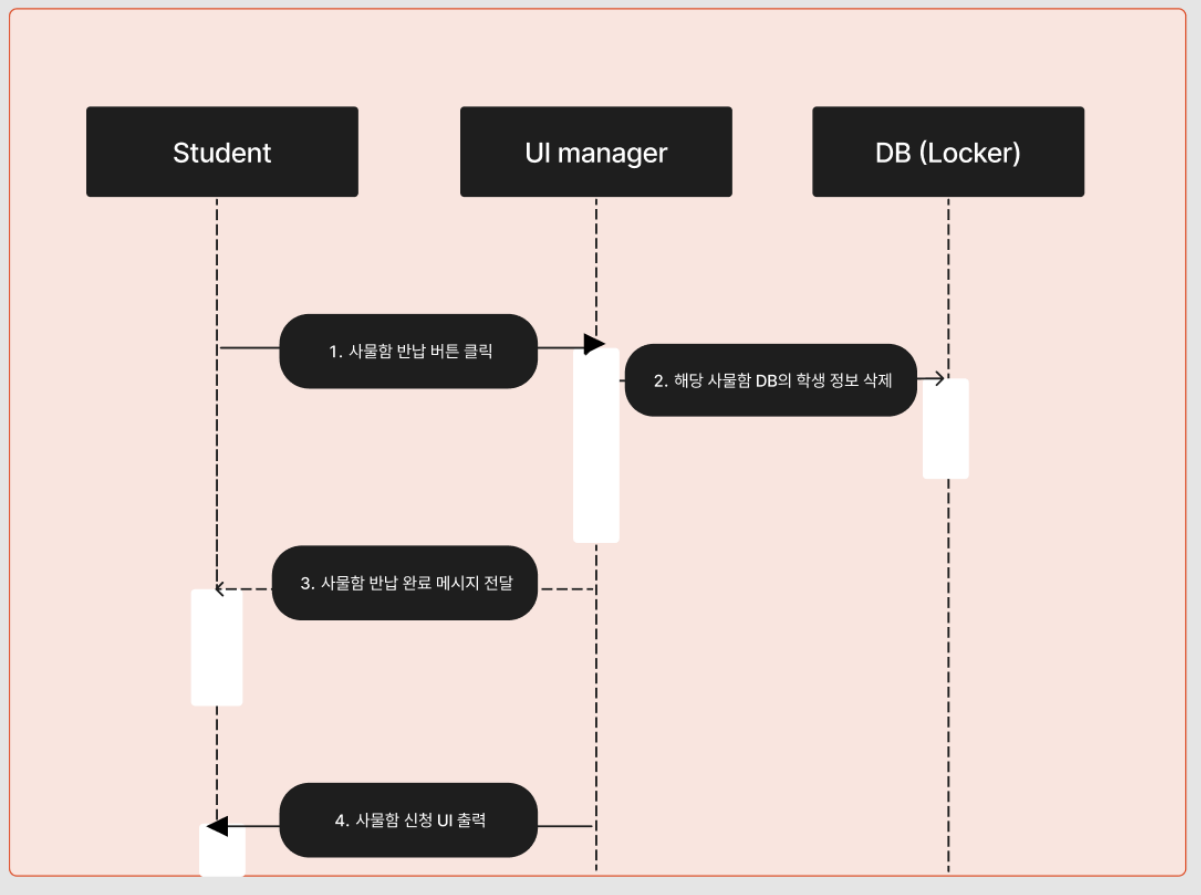 Student
UI manager
DB (Locker)
1. 사물함 반납 버튼 클릭
2. 해당 사물함 DB의 학생 정보 삭제
3. 사물함 반납 완료 메시지 전달
4. 사물함 신청 UI 출력